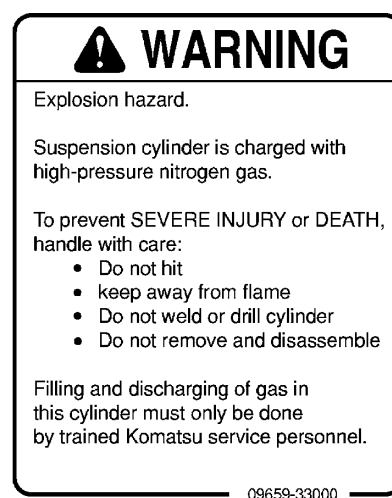 WARNING
Explosion hazard.
Suspension cylinder is charged with
high-pressure nitrogen gas.
To prevent SEVERE INJURY or DEATH,
handle with care:
• Do not hit
• keep away from flame
• Do not weld or drill cylinder
• Do not remove and disassemble
Filling and discharging of gas in
this cylinder must only be done
by trained Komatsu service personnel.
09659-33000